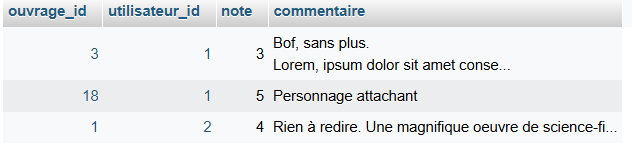 ouvrage_id utilisateur_id note commentaire
3 1 3 Bof, sans plus.
Lorem, ipsum dolor sit amet conse...
18 1 5 Personnage attachant
1 2 4 Rien à redire. Une magnifique oeuvre de science-fi...